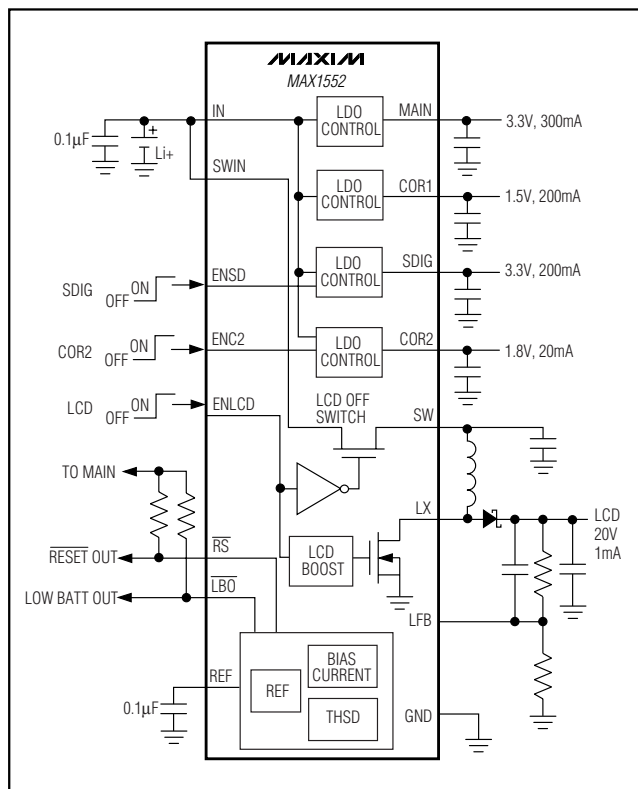 MAXIM
MAX1552
IN
0.1µF
+
Li+
SWIN
LDO
CONTROL
MAIN
3.3V, 300mA
LDO
CONTROL
COR1
1.5V, 200mA
SDIG
ON
OFF
ENSD
LDO
CONTROL
SDIG
3.3V, 200mA
COR2
ON
OFF
ENC2
LDO
CONTROL
COR2
1.8V, 20mA
LCD
ON
OFF
ENLCD
LCD OFF
SWITCH
SW
TO MAIN
LX
LCD
20V
1mA
RESET OUT
RS
LCD
BOOST
LOW BATT OUT
LBO
LFB
REF
0.1µF
REF
BIAS
CURRENT
THSD
GND